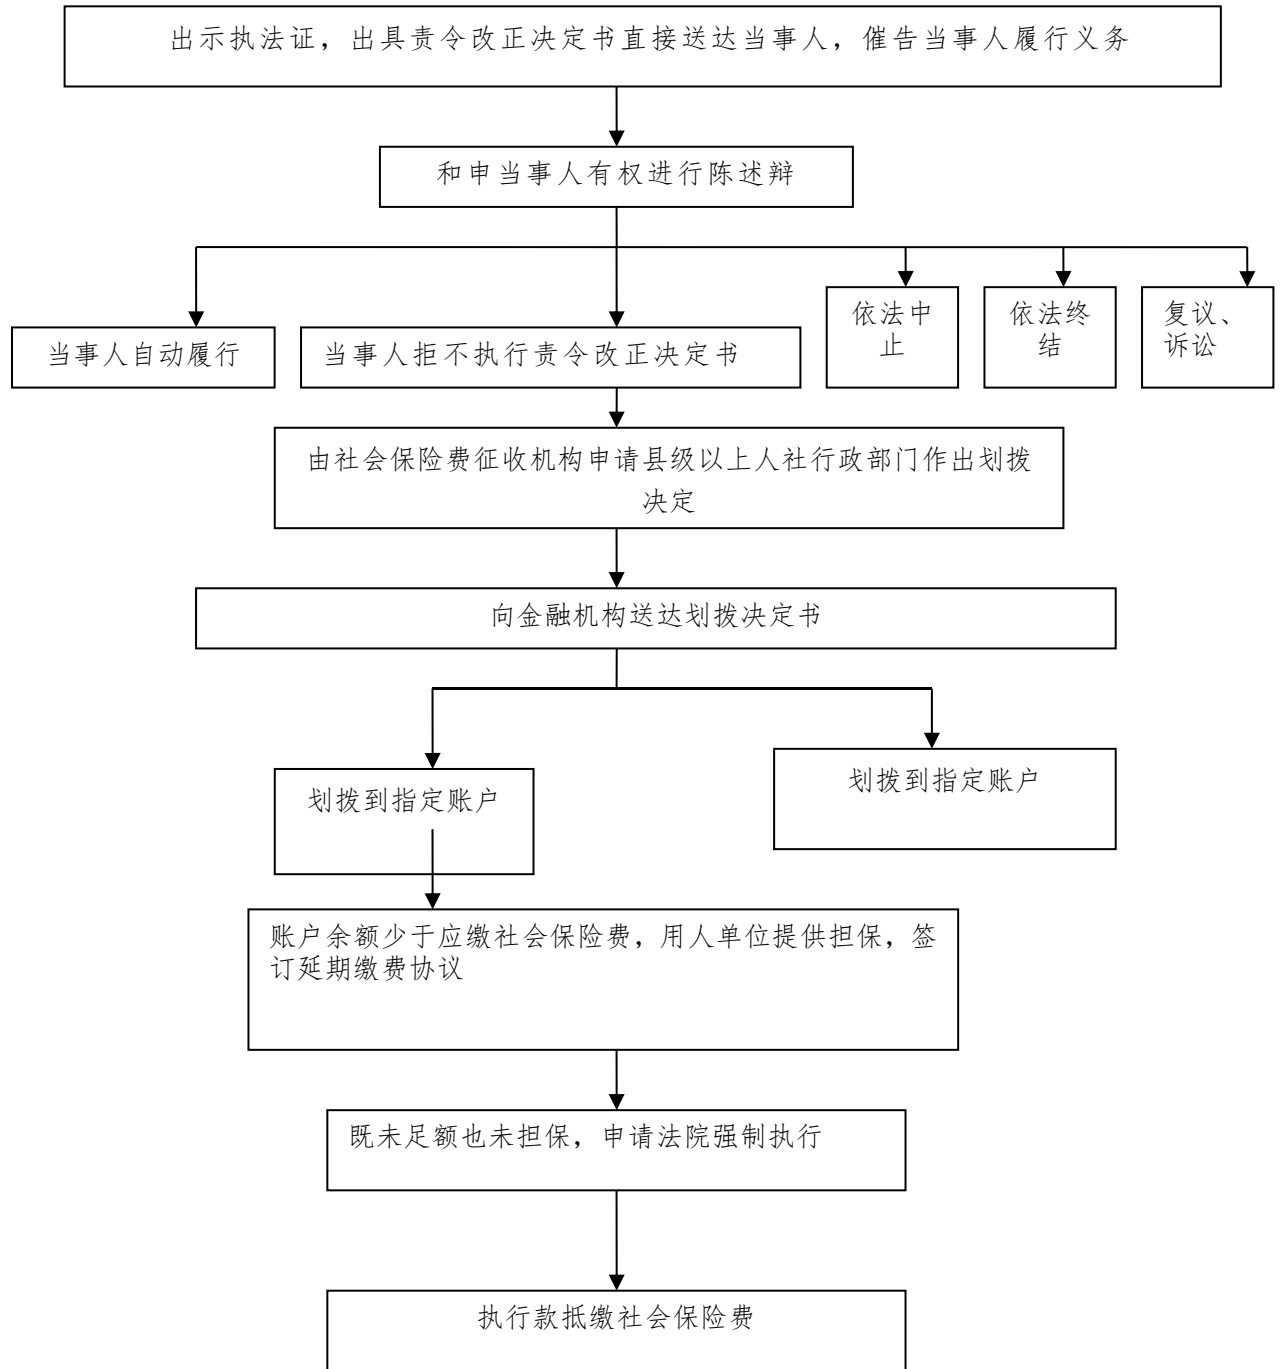 出示执法证，出具责令改正决定书直接送达当事人，催告当事人履行义务
和申当事人有权进行陈述辩
当事人自动履行
当事人拒不执行责令改正决定书
依法中
止
依法终
结
复议、
诉讼
由社会保险费征收机构申请县级以上人社行政部门作出划拨
决定
向金融机构送达划拨决定书
划拨到指定账户
划拨到指定账户
账户余额少于应缴社会保险费，用人单位提供担保，签
订延期缴费协议
既未足额也未担保，申请法院强制执行
执行款抵缴社会保险费